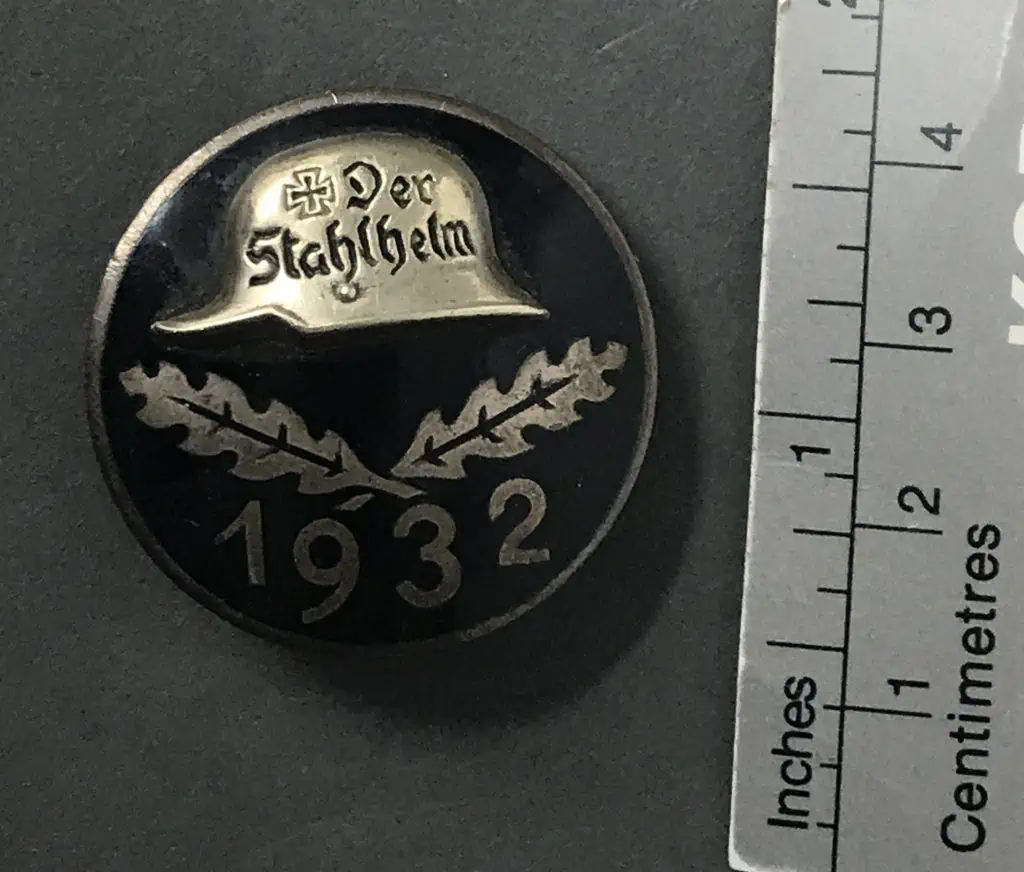 Der
Stahlhelm
1932
4
3
2
1
Centimetres
1
Inches